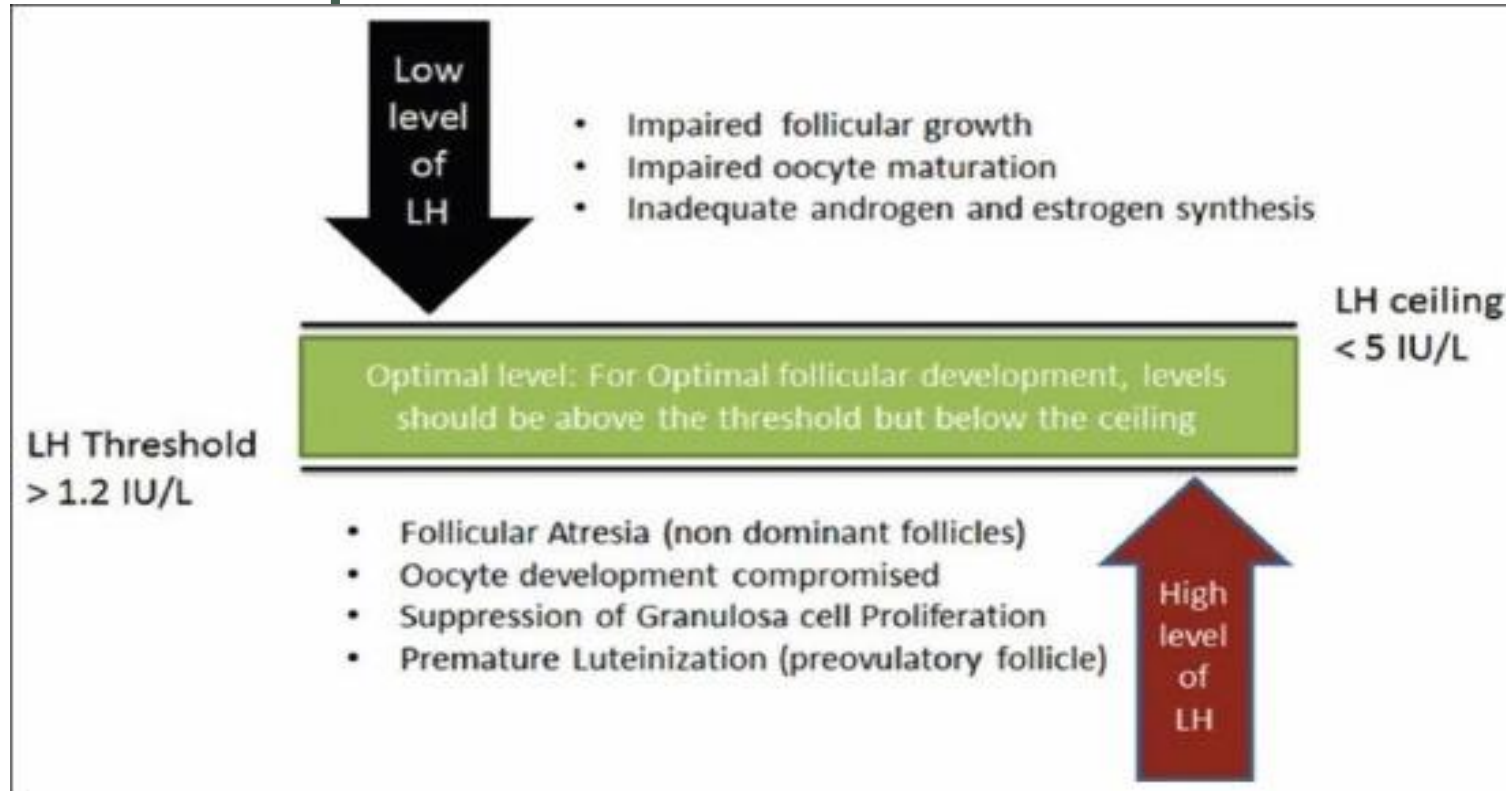 Low
level
of
LH
• Impaired follicular growth
• Impaired oocyte maturation
• Inadequate androgen and estrogen synthesis
LH ceiling
< 5 IU/L
Optimal level: For Optimal follicular development, levels
should be above the threshold but below the ceiling
LH Threshold
> 1.2 IU/L
• Follicular Atresia (non dominant follicles)
• Oocyte development compromised
• Suppression of Granulosa cell Proliferation
• Premature Luteinization (preovulatory follicle)
High
level
of
LH